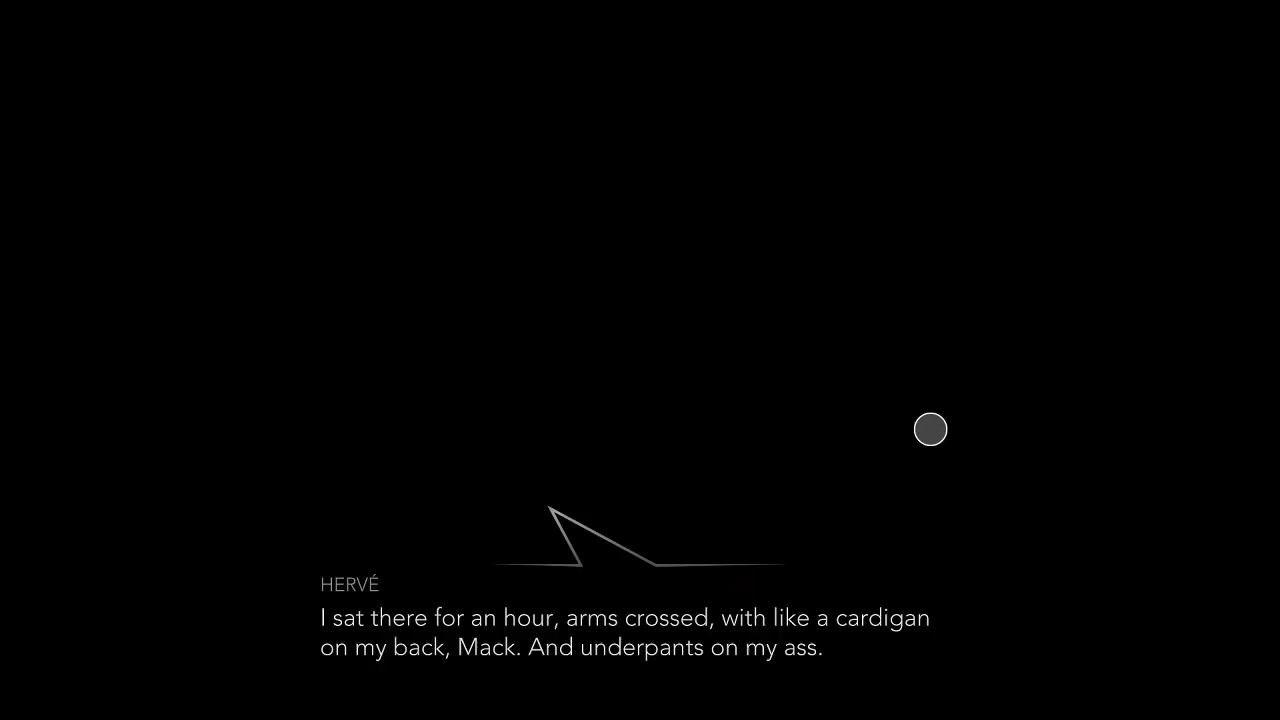 HERVÉ
I sat there for an hour, arms crossed, with like a cardigan
on my back, Mack. And underpants on my ass.